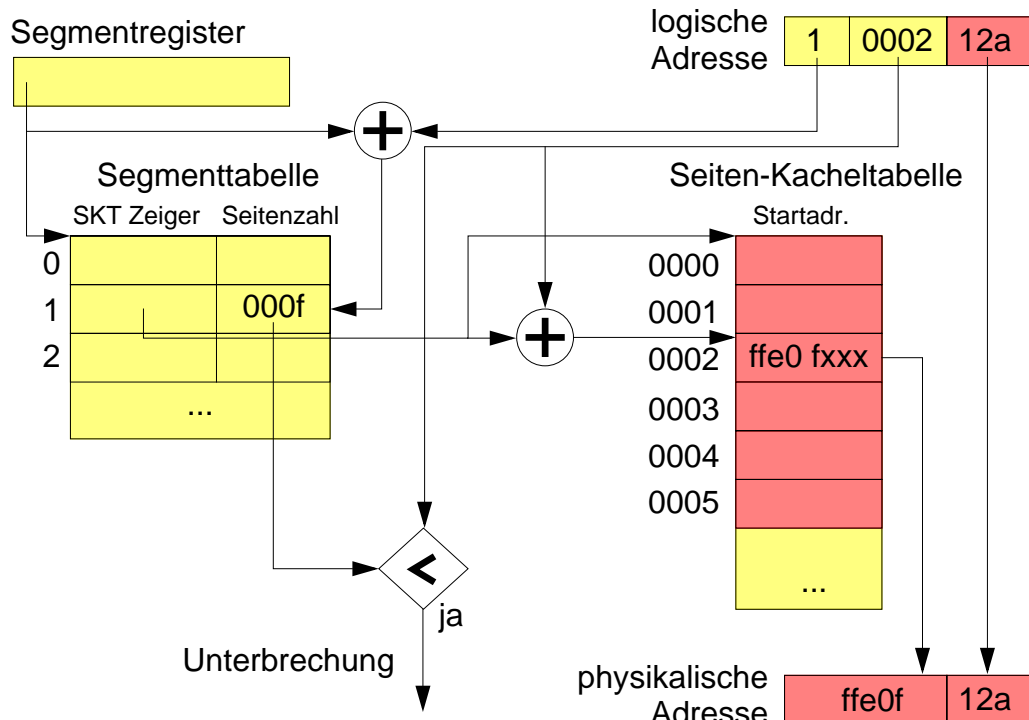 Segmentregister
logische
Adresse
1 0002 12a
+
Segmenttabelle
SKT Zeiger Seitenzahl
0
1 000f
2
...
Seiten-Kacheltabelle
Startadr.
0000
0001
+
0002 ffe0 fxxx
0003
0004
0005
...
<
ja
Unterbrechung
physikalische
Adresse
ffe0f 12a